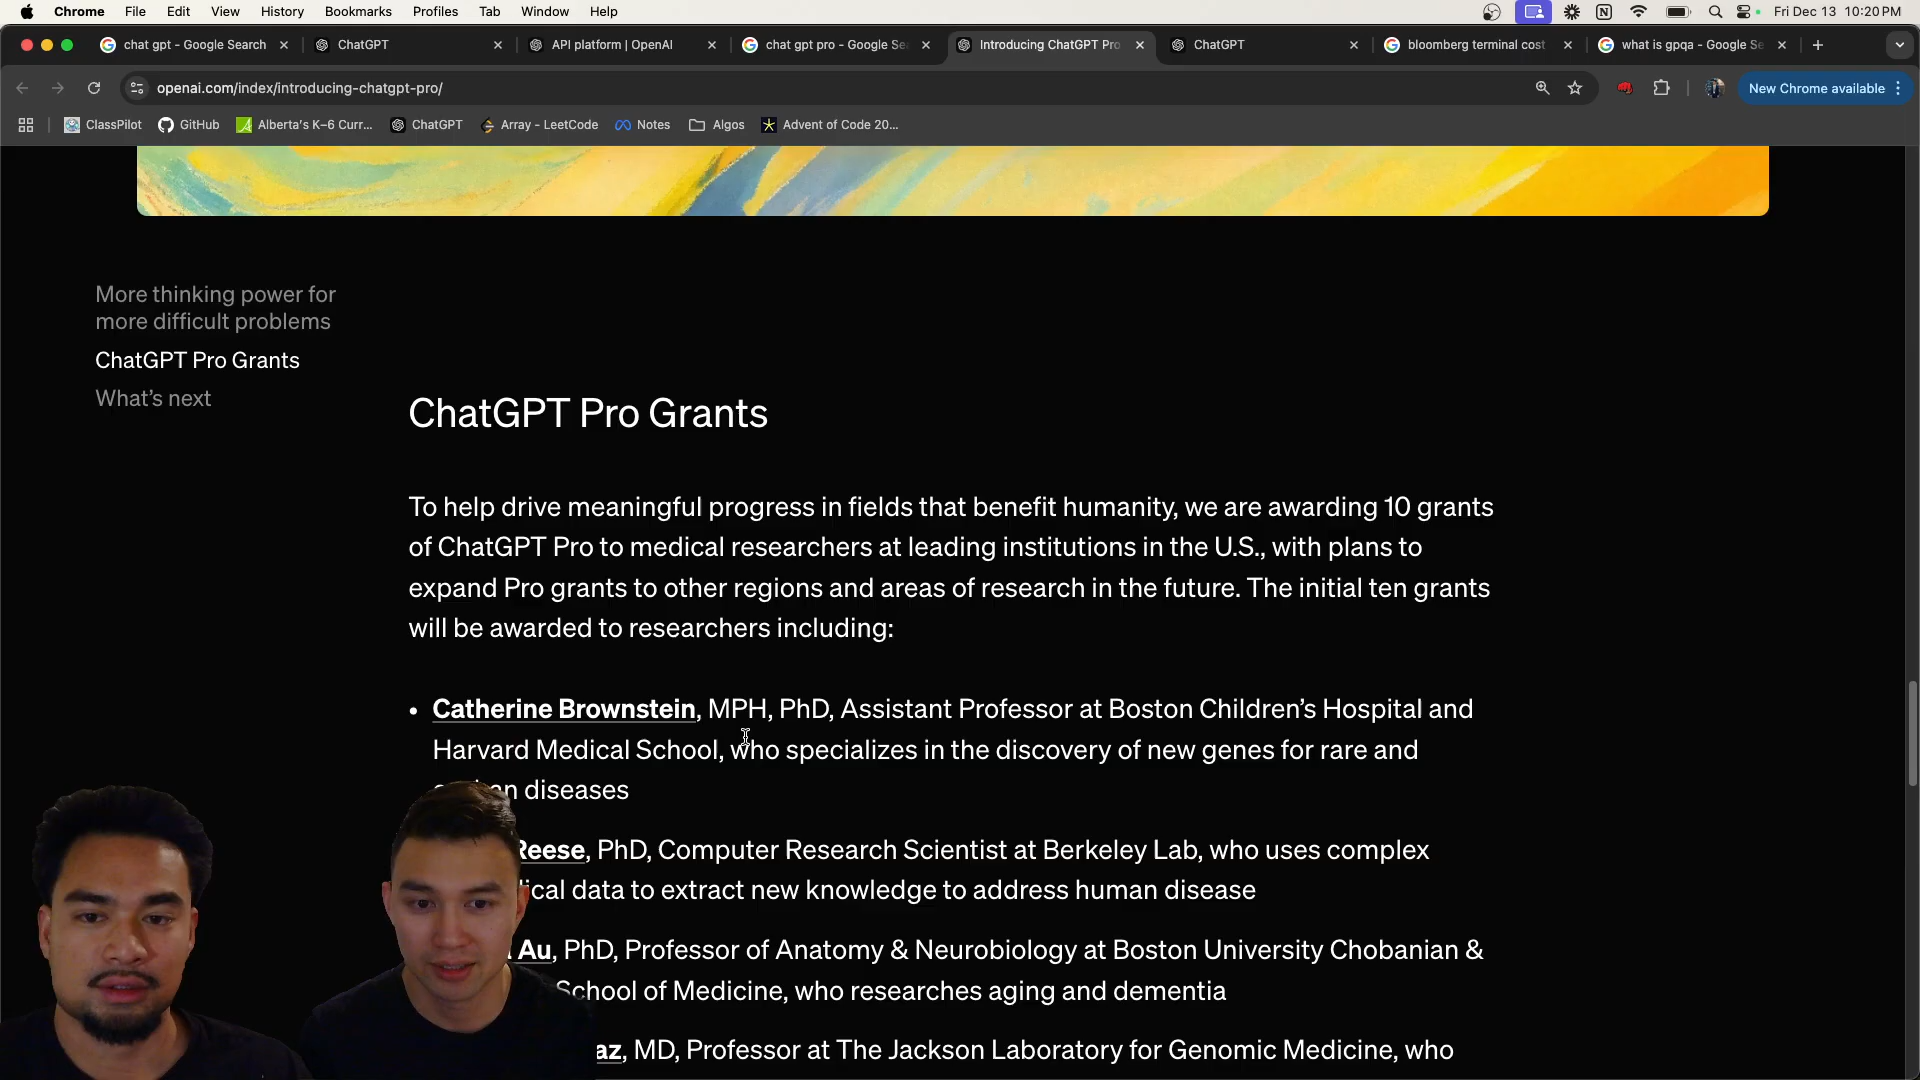 Chrome File Edit View History Bookmarks Profiles Tab Window Help Fri Dec 13 10:20 PM
chat gpt - Google Search ChatGPT API platform | OpenAI chat gpt pro - Google Se Introducing ChatGPT Pro ChatGPT bloomberg terminal cost what is gpqa - Google Se
openai.com/index/introducing-chatgpt-pro/ New Chrome available
ClassPilot GitHub Alberta's K–6 Curr... ChatGPT Array - LeetCode Notes Algos Advent of Code 20...
More thinking power for
more difficult problems
ChatGPT Pro Grants
What's next
ChatGPT Pro Grants
To help drive meaningful progress in fields that benefit humanity, we are awarding 10 grants
of ChatGPT Pro to medical researchers at leading institutions in the U.S., with plans to
expand Pro grants to other regions and areas of research in the future. The initial ten grants
will be awarded to researchers including:
• Catherine Brownstein, MPH, PhD, Assistant Professor at Boston Children's Hospital and
Harvard Medical School, who specializes in the discovery of new genes for rare and
diseases
Reese, PhD, Computer Research Scientist at Berkeley Lab, who uses complex
data to extract new knowledge to address human disease
Au, PhD, Professor of Anatomy & Neurobiology at Boston University Chobanian &
School of Medicine, who researches aging and dementia
MD, Professor at The Jackson Laboratory for Genomic Medicine, who